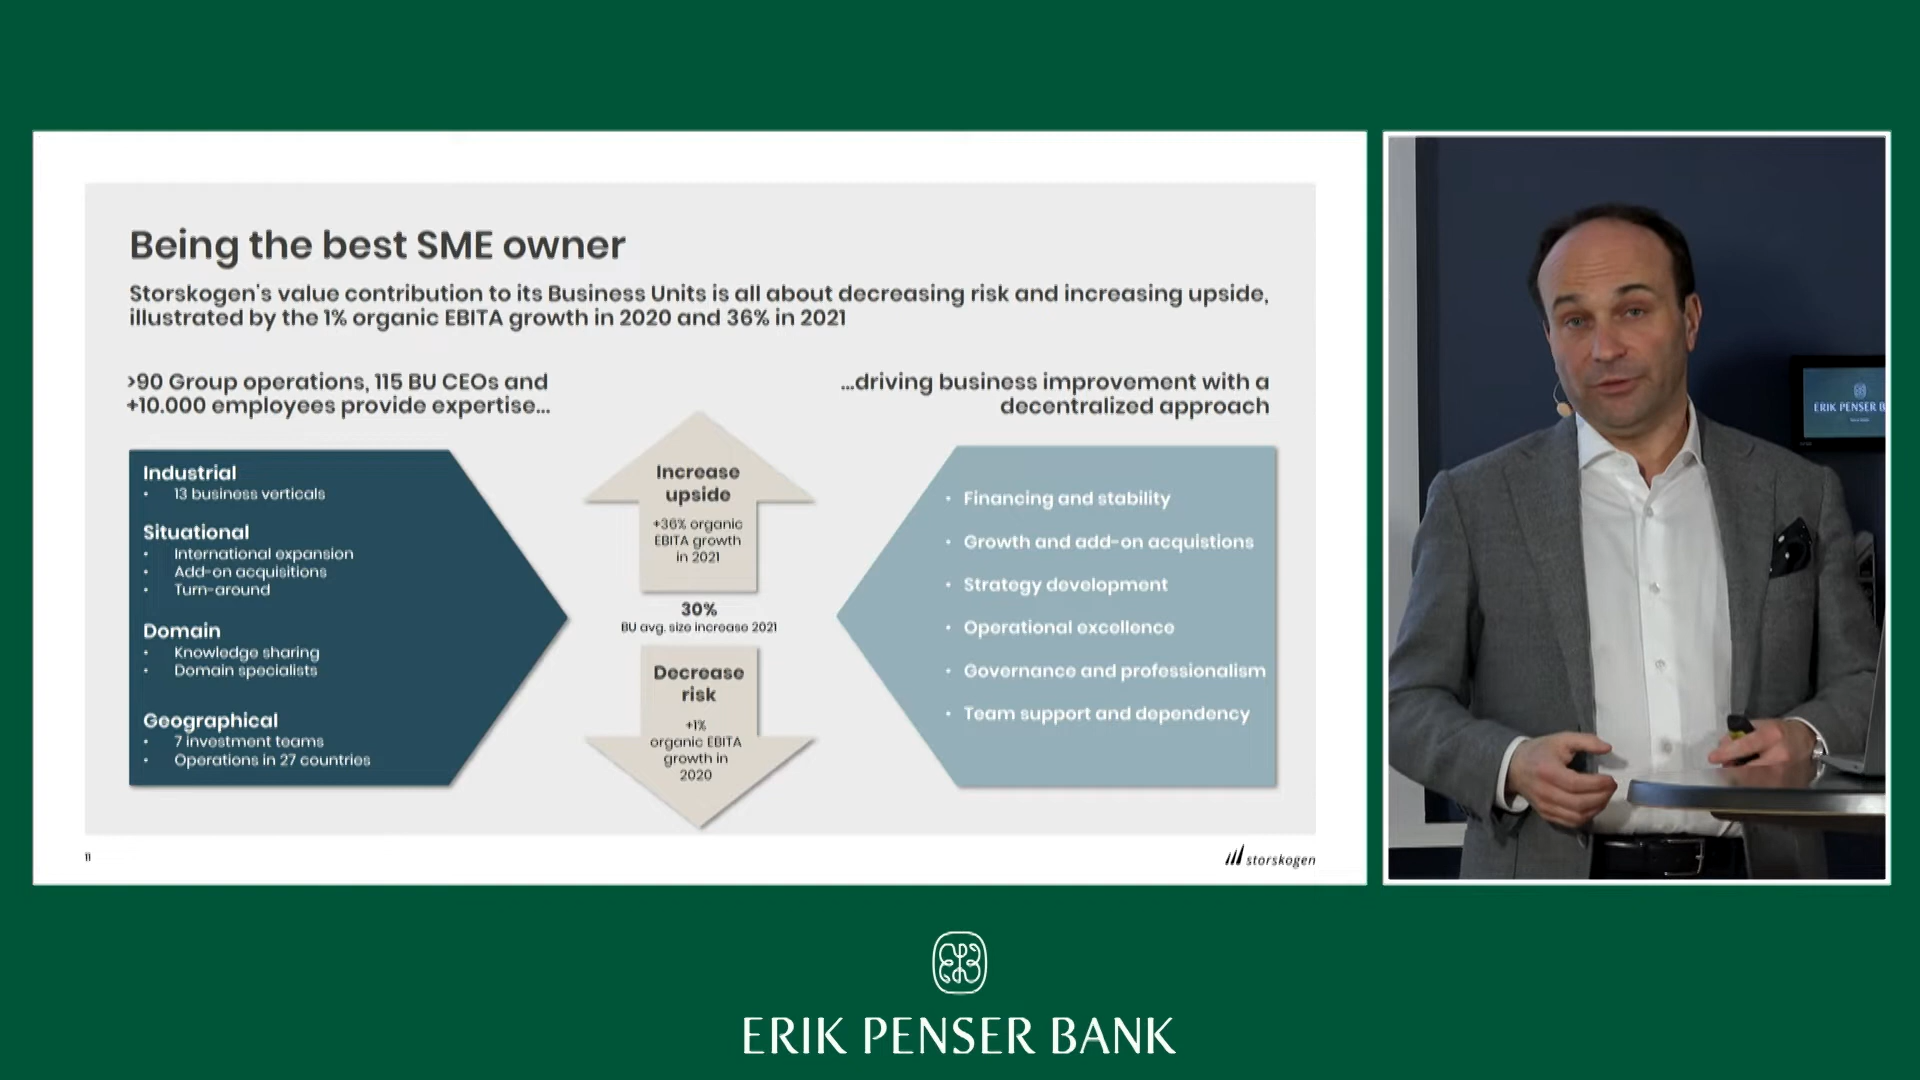 Being the best SME owner
Storskogen's value contribution to its Business Units is all about decreasing risk and increasing upside,
illustrated by the 1% organic EBITA growth in 2020 and 36% in 2021
>90 Group operations, 115 BU CEOs and
+10.000 employees provide expertise...
...driving business improvement with a
decentralized approach
Industrial
• 13 business verticals
Situational
• International expansion
• Add-on acquisitions
• Turn-around
Domain
• Knowledge sharing
• Domain specialists
Geographical
• 7 investment teams
• Operations in 27 countries
Increase
upside
+36% organic
EBITA growth
in 2021
30%
BU avg. size increase 2021
Decrease
risk
+1%
organic EBITA
growth in
2020
• Financing and stability
• Growth and add-on acquistions
• Strategy development
• Operational excellence
• Governance and professionalism
• Team support and dependency
11
storskogen
ERIK PENSER B
ERIK PENSER BANK